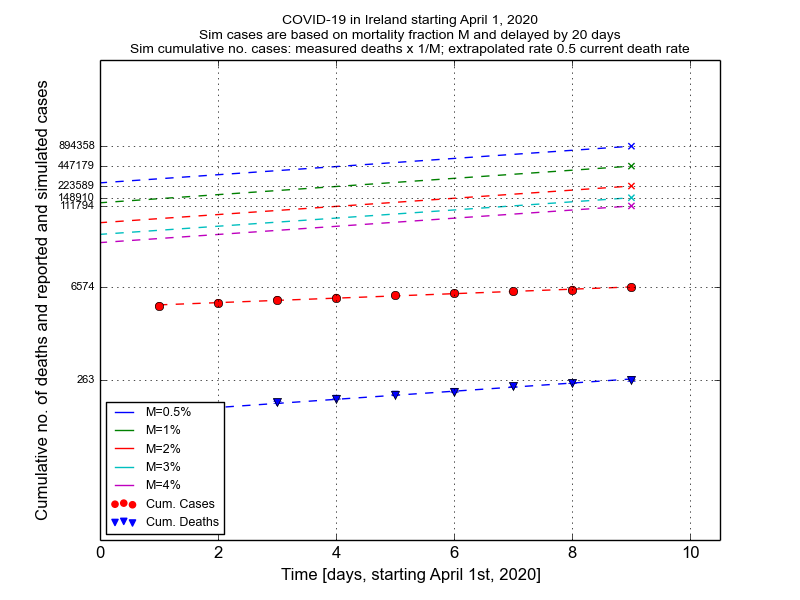 COVID-19 in Ireland starting April 1, 2020
Sim cases are based on mortality fraction M and delayed by 20 days
Sim cumulative no. cases: measured deaths x 1/M; extrapolated rate 0.5 current death rate
Cumulative no. of deaths and reported and simulated cases
894358
447179
223589
148910
111794
6574
263
M=0.5%
M=1%
M=2%
M=3%
M=4%
Cum. Cases
Cum. Deaths
0 2 4 6 8 10
Time [days, starting April 1st, 2020]